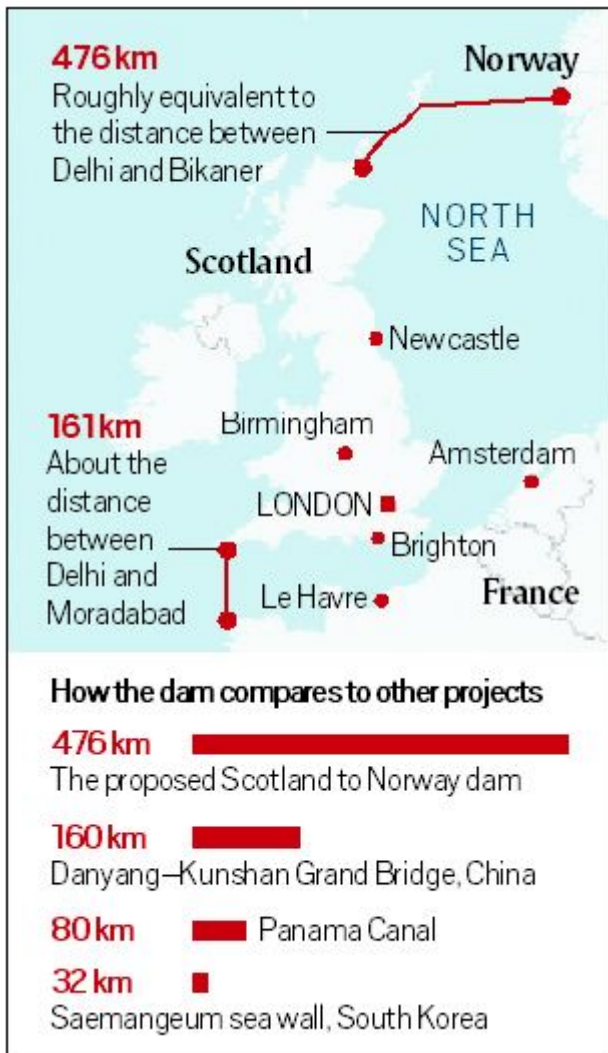 476 km
Roughly equivalent to
the distance between
Delhi and Bikaner
Norway
NORTH
SEA
Scotland
Newcastle
161 km
About the
distance
between
Delhi and
Moradabad
Birmingham
Amsterdam
LONDON
Brighton
Le Havre
France
How the dam compares to other projects
476 km
The proposed Scotland to Norway dam
160 km
Danyang–Kunshan Grand Bridge, China
80 km Panama Canal
32 km
Saemangeum sea wall, South Korea